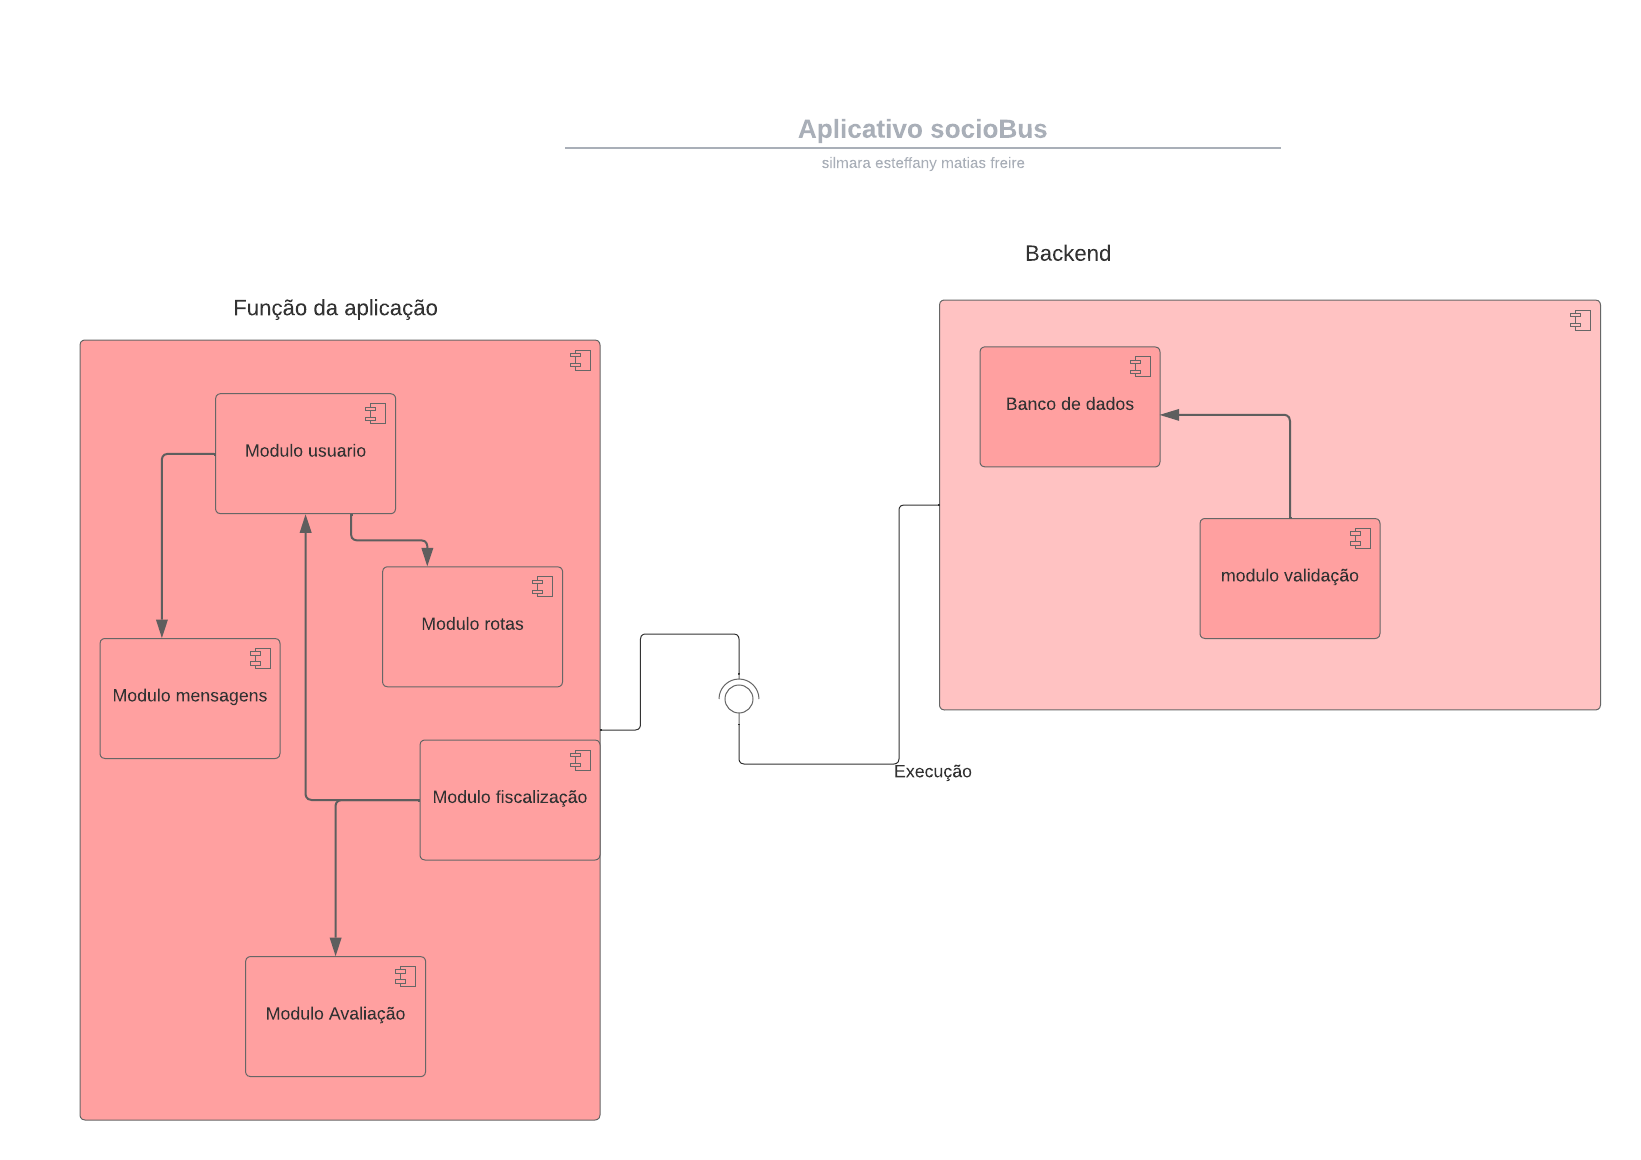 Aplicativo socioBus
silmara esteffany matias freire
Backend
Função da aplicação
Banco de dados
Modulo usuario
modulo validação
Modulo rotas
Modulo mensagens
Execução
Modulo fiscalização
Modulo Avaliação